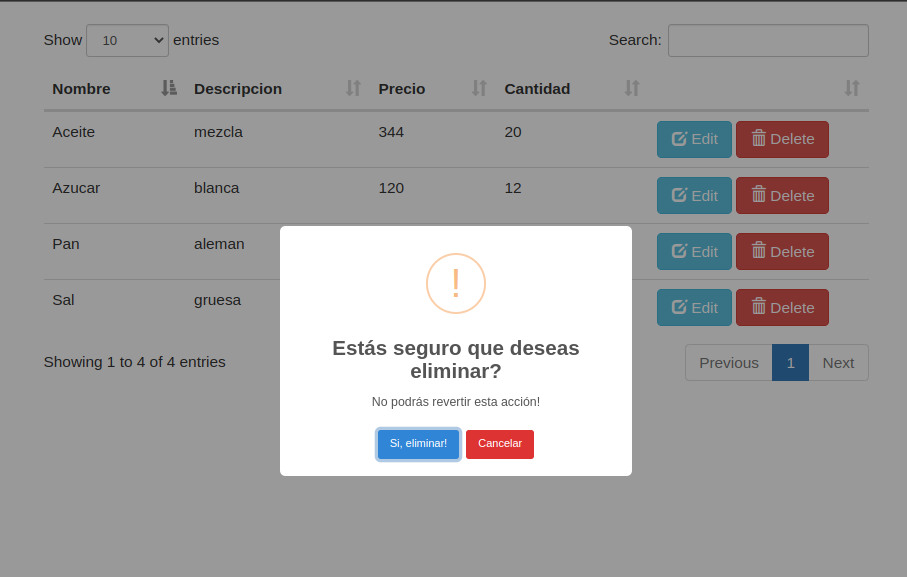 Show 10 entries Search:
Nombre Descripcion Precio Cantidad
Aceite mezcla 344 20 Edit Delete
Azucar blanca 120 12 Edit Delete
Pan aleman Edit Delete
Sal gruesa Edit Delete
Showing 1 to 4 of 4 entries Previous 1 Next
!
Estás seguro que deseas
eliminar?
No podrás revertir esta acción!
Si, eliminar! Cancelar